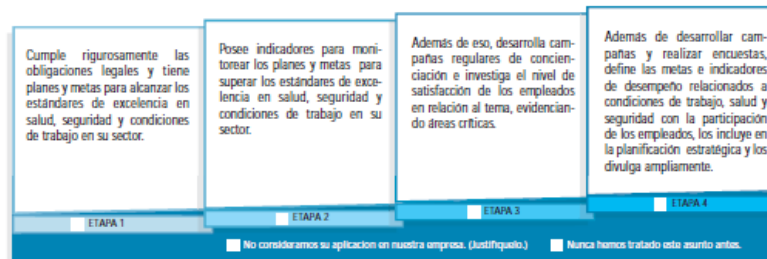 Cumple rigurosamente las
obligaciones legales y tiene
planes y metas para alcanzar los
estándares de excelencia en
salud, seguridad y condiciones
de trabajo en su sector.
ETAPA 1
Posee indicadores para moni-
torear los planes y metas para
superar los estándares de exce-
lencia en salud, seguridad y
condiciones de trabajo en su
sector.
ETAPA 2
Además de eso, desarrolla cam-
pañas regulares de concien-
ciación e investiga el nivel de
satisfacción de los empleados
en relación al tema, evidencian-
do áreas críticas.
ETAPA 3
Además de desarrollar cam-
pañas y realizar encuestas,
define las metas e indicadores
de desempeño relacionados a
condiciones de trabajo, salud y
seguridad con la participación
de los empleados, los incluye en
la planificación estratégica y los
divulga ampliamente.
ETAPA 4
No consideramos su aplicacion en nuestra empresa. (Justifíquelo.)
Nunca hemos tratado este asunto antes.